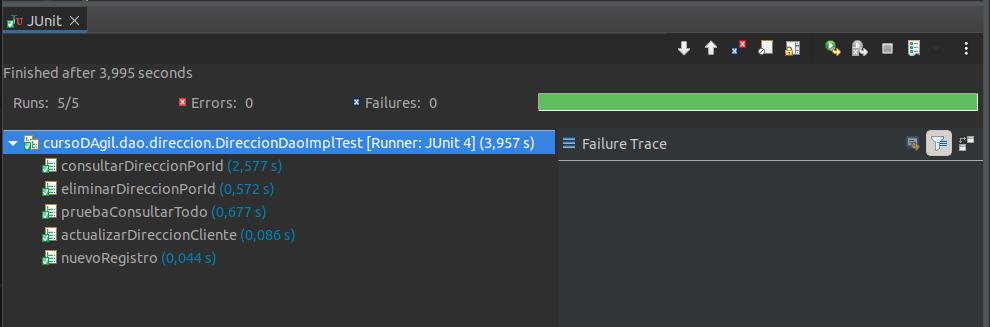 JUnit
Finished after 3,995 seconds
Runs: 5/5 Errors: 0 Failures: 0
cursoDAgil.dao.direccion.DireccionDaoImplTest [Runner: JUnit 4] (3,957 s)
Failure Trace
consultarDireccionPorId (2,577 s)
eliminarDireccionPorId (0,572 s)
pruebaConsultarTodo (0,677 s)
actualizarDireccionCliente (0,086 s)
nuevoRegistro (0,044 s)